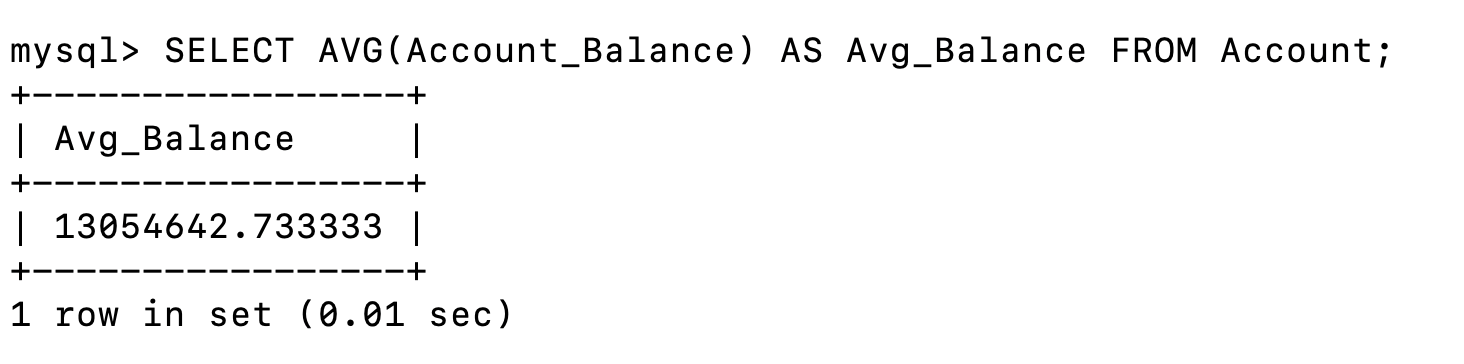 mysql> SELECT AVG(Account_Balance) AS Avg_Balance FROM Account;
+-----------------+
| Avg_Balance     |
+-----------------+
| 13054642.733333 |
+-----------------+
1 row in set (0.01 sec)